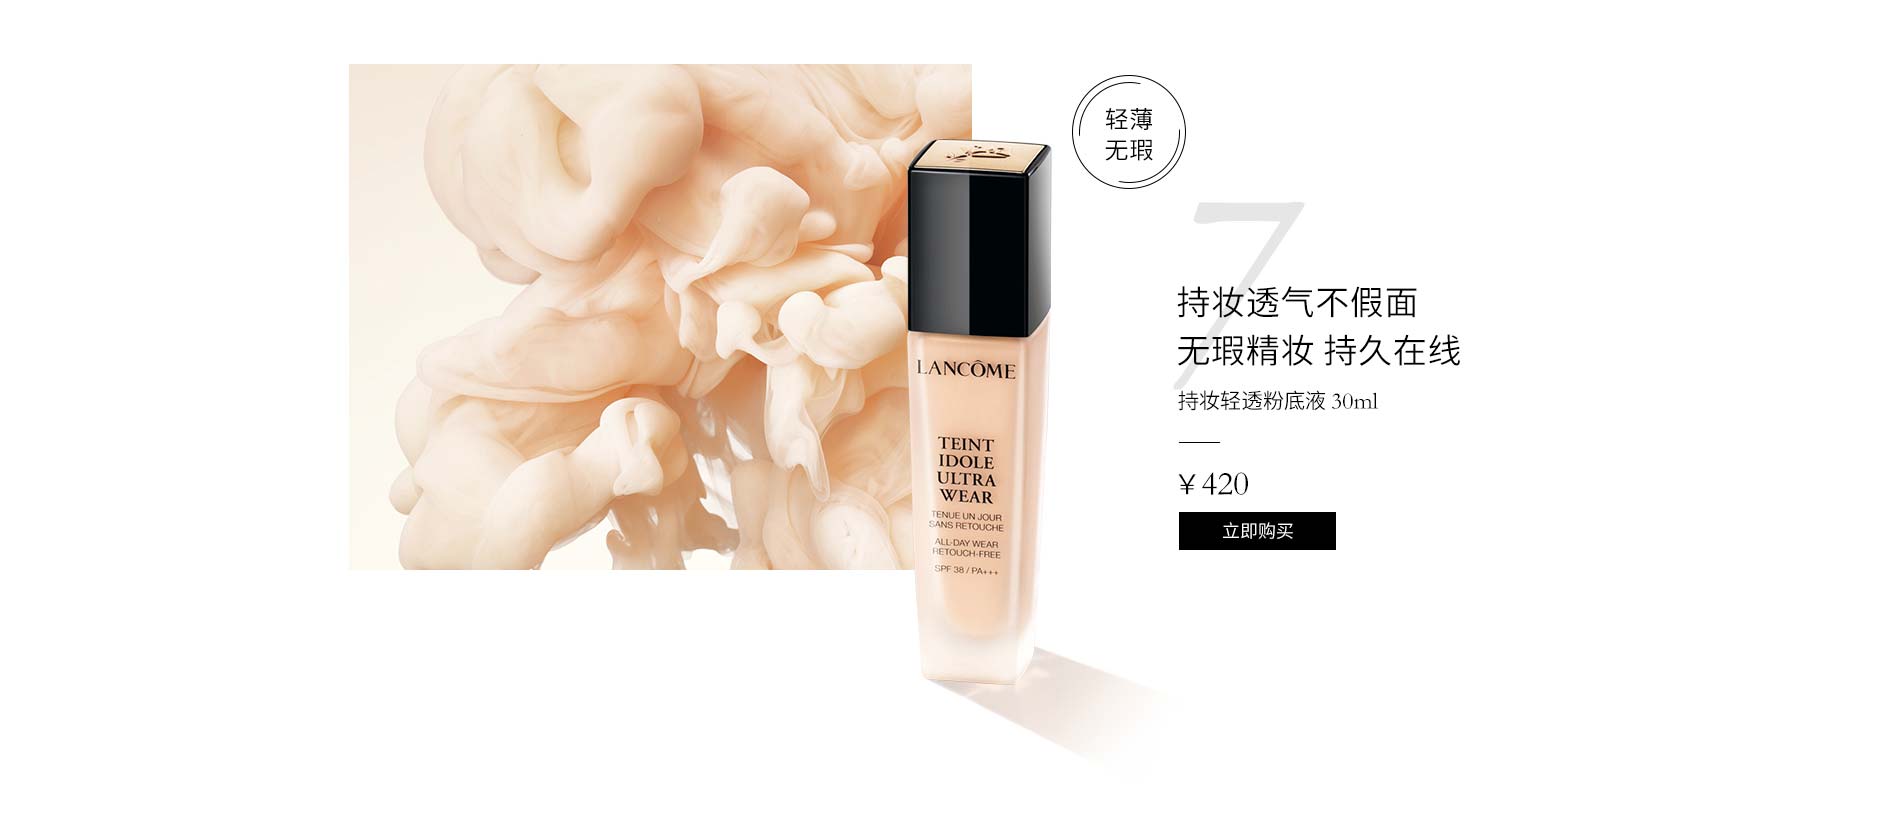 轻薄
无瑕
7
持妆透气不假面
无瑕精妆 持久在线
持妆轻透粉底液 30ml
¥ 420
立即购买
LANCÔME
TEINT
IDOLE
ULTRA
WEAR
TENUE UN JOUR
SANS RETOUCHE
ALL-DAY WEAR
RETOUCH-FREE
SPF 38 / PA+++